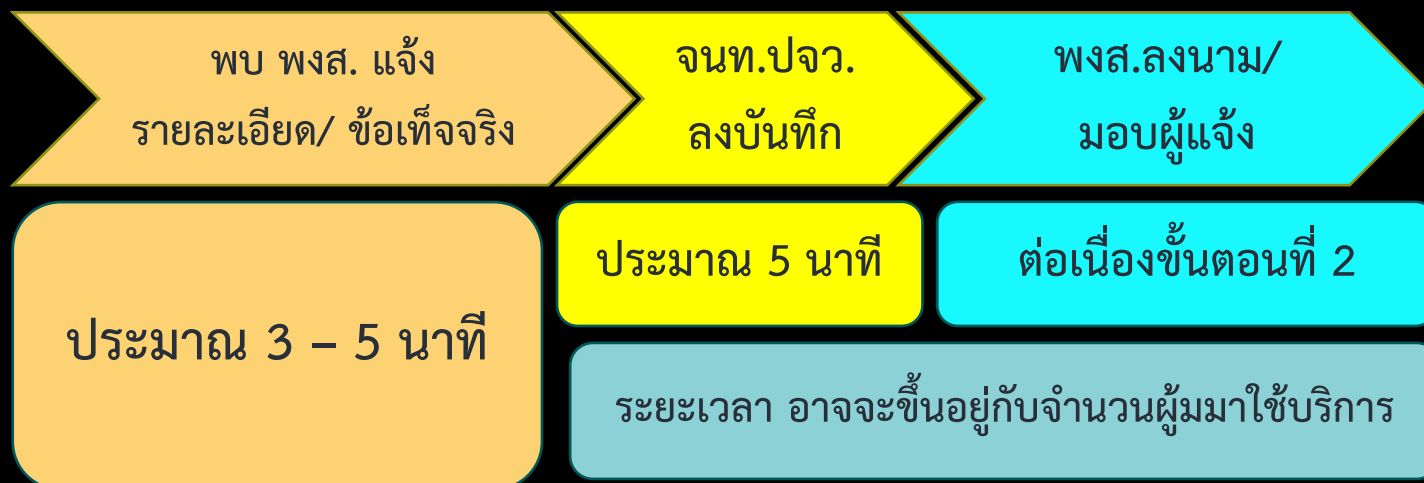 พบ พงส. แจ้ง
รายละเอียด/ ข้อเท็จจริง
จนท.ปจว.
ลงบันทึก
พงส.ลงนาม/
มอบผู้แจ้ง
ประมาณ 3 – 5 นาที
ประมาณ 5 นาที
ต่อเนื่องขั้นตอนที่ 2
ระยะเวลา อาจจะขึ้นอยู่กับจำนวนผู้มมาใช้บริการ